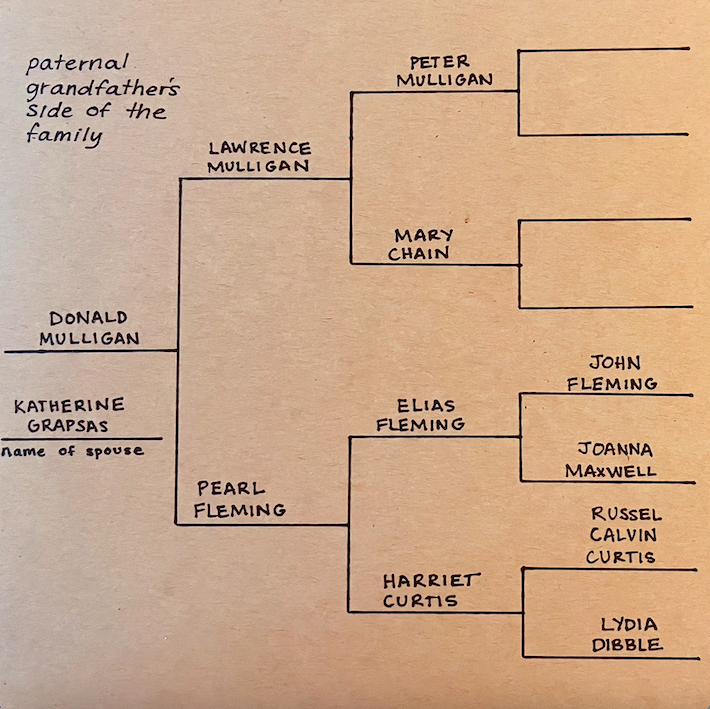 paternal
grandfather's
side of the
family
PETER
MULLIGAN
LAWRENCE
MULLIGAN
MARY
CHAIN
DONALD
MULLIGAN
KATHERINE
GRAPSAS
name of spouse
JOHN
FLEMING
ELIAS
FLEMING
JOANNA
MAXWELL
PEARL
FLEMING
RUSSEL
CALVIN
CURTIS
HARRIET
CURTIS
LYDIA
DIBBLE